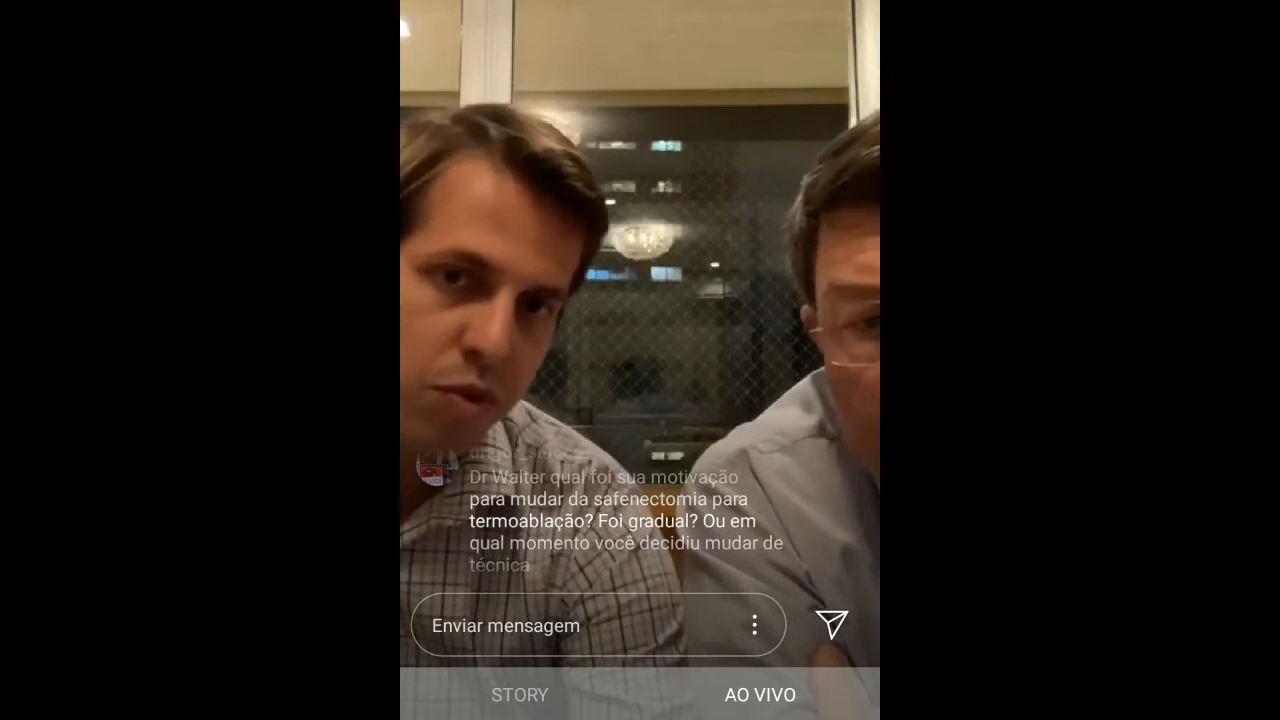 Dr Walter qual foi sua motivação
para mudar da safenectomia para
termoablação? Foi gradual? Ou em
qual momento você decidiu mudar de
técnica
Enviar mensagem
STORY
AO VIVO